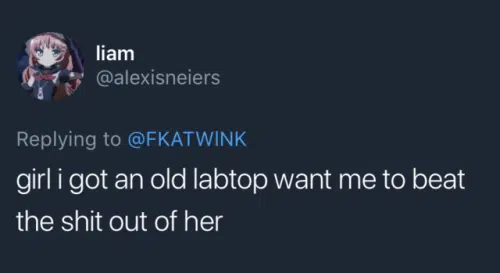 liam
@alexisneiers
Replying to @FKATWINK
girl i got an old labtop want me to beat
the shit out of her